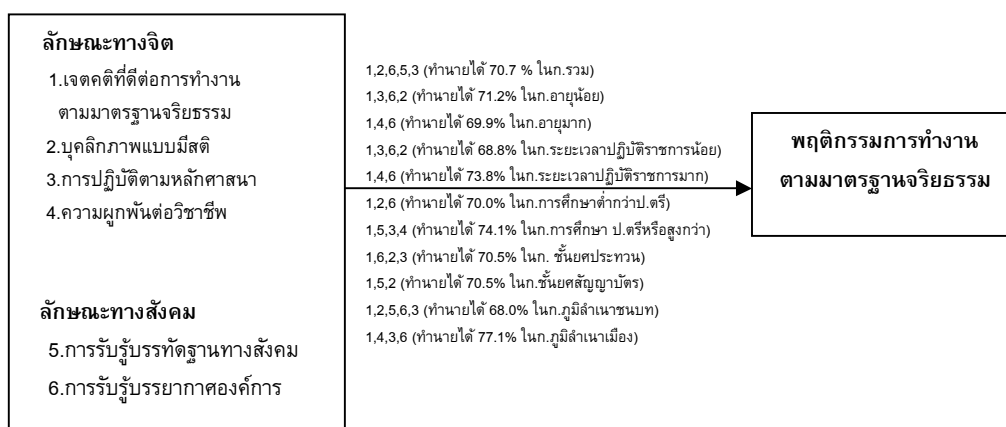 ลักษณะทางจิต
1.เจตคติที่ดีต่อการทำงาน
ตามมาตรฐานจริยธรรม
2.บุคลิกภาพแบบมีสติ
3.การปฏิบัติตามหลักศาสนา
4.ความผูกพันต่อวิชาชีพ
ลักษณะทางสังคม
5.การรับรู้บรรทัดฐานทางสังคม
6.การรับรู้บรรยากาศองค์การ
1,2,6,5,3 (ทำนายได้ 70.7 % ในก.รวม)
1,3,6,2 (ทำนายได้ 71.2% ในก.อายุน้อย)
1,4,6 (ทำนายได้ 69.9% ในก.อายุมาก)
1,3,6,2 (ทำนายได้ 68.8% ในก.ระยะเวลาปฏิบัติราชการน้อย)
1,4,6 (ทำนายได้ 73.8% ในก.ระยะเวลาปฏิบัติราชการมาก)
1,2,6 (ทำนายได้ 70.0% ในก.การศึกษาต่ำกว่าป.ตรี)
1,5,3,4 (ทำนายได้ 74.1% ในก.การศึกษา ป.ตรีหรือสูงกว่า)
1,6,2,3 (ทำนายได้ 70.5% ในก. ชั้นยศประทวน)
1,5,2 (ทำนายได้ 70.5% ในก.ชั้นยศสัญญาบัตร)
1,2,5,6,3 (ทำนายได้ 68.0% ในก.ภูมิลำเนาชนบท)
1,4,3,6 (ทำนายได้ 77.1% ในก.ภูมิลำเนาเมือง)
พฤติกรรมการทำงาน
ตามมาตรฐานจริยธรรม